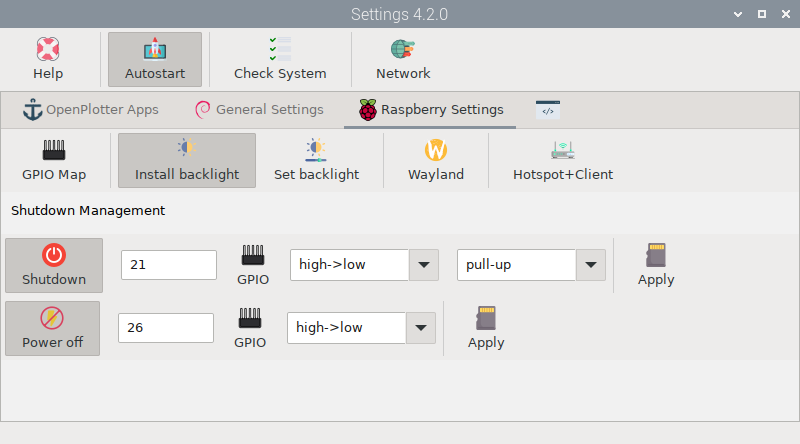 Settings 4.2.0
Help
Autostart
Check System
Network
OpenPlotter Apps
General Settings
Raspberry Settings
</>
GPIO Map
Install backlight
Set backlight
Wayland
Hotspot+Client
Shutdown Management
Shutdown
21
GPIO
high->low
pull-up
Apply
Power off
26
GPIO
high->low
Apply